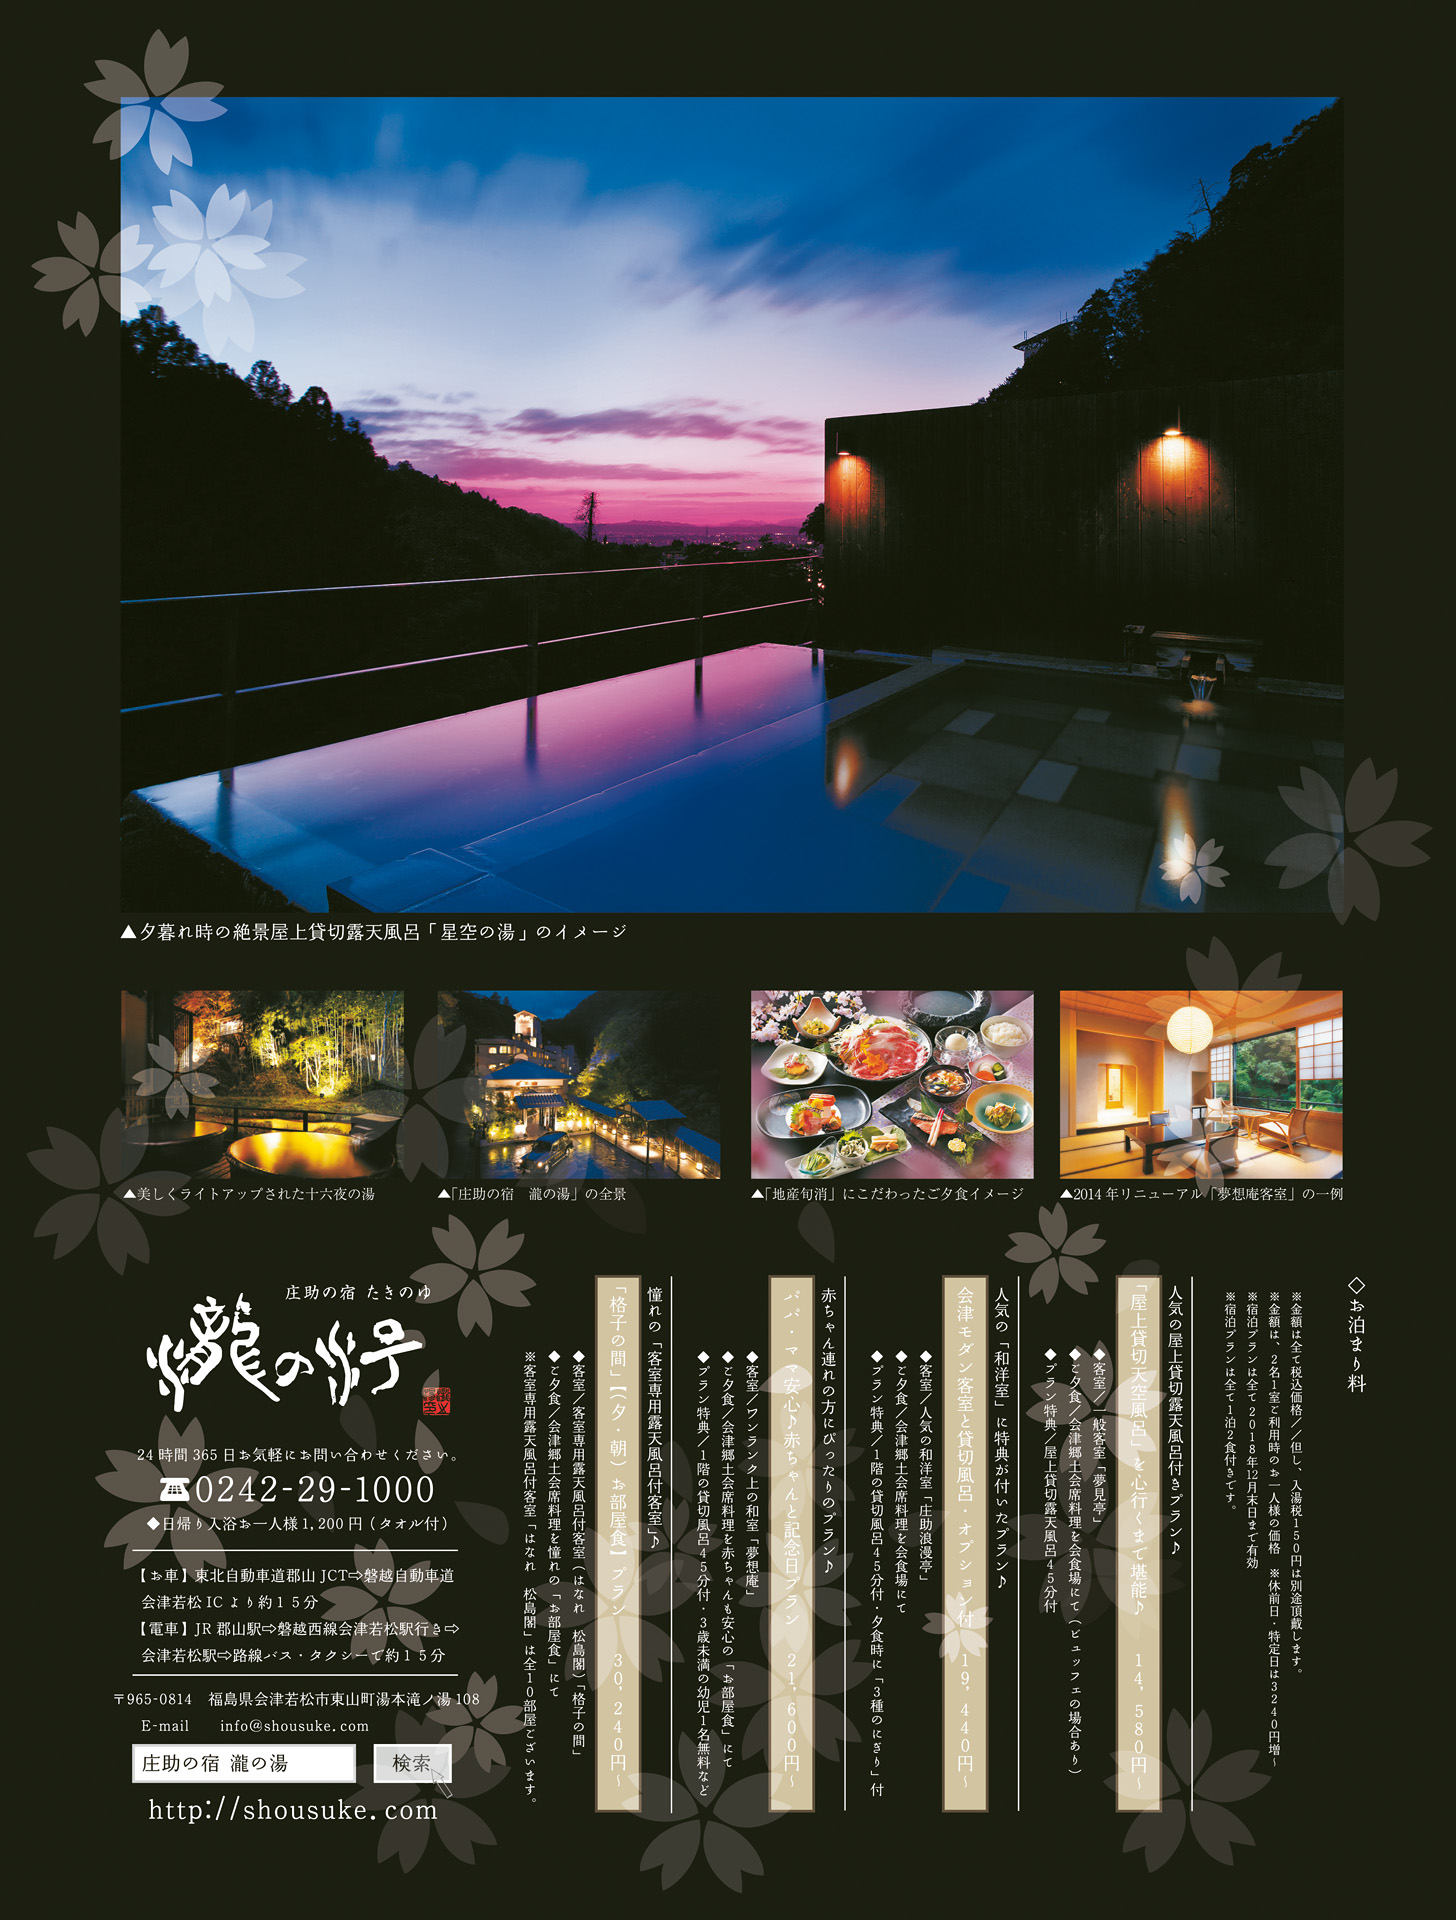 ▲夕暮れ時の絶景屋上貸切露天風呂「星空の湯」のイメージ
▲美しくライトアップされた十六夜の湯
▲「庄助の宿　瀧の湯」の全景
▲「地産旬消」にこだわったご夕食イメージ
▲2014年リニューアル「夢想庵客室」の一例
◇お泊まり料
※金額は全て税込価格／／但し、入湯税150円は別途頂戴します。
※金額は、2名1室ご利用時のお一人様の価格　※休前日・特定日は3240円増~
※宿泊プランは全て2018年12月末日まで有効
※宿泊プランは全て1泊2食付きです。
人気の屋上貸切露天風呂付きプラン♪
「屋上貸切天空風呂」を心行くまで堪能♪　14,580円~
◆客室／一般客室「夢見亭」
◆ご夕食／会津郷土会席料理を会食場にて（ビュッフェの場合あり）
◆プラン特典／屋上貸切露天風呂45分付
人気の「和洋室」に特典が付いたプラン♪
会津モダン客室と貸切風呂・オプション付　19,440円~
◆客室／人気の和洋室「庄助浪漫亭」
◆ご夕食／会津郷土会席料理を会食場にて
◆プラン特典／1階の貸切風呂45分付・夕食時に「3種のにぎり」付
赤ちゃん連れの方にぴったりのプラン♪
パパ・ママ安心♪赤ちゃんと記念日プラン　21,600円~
◆客室／ワンランク上の和室「夢想庵」
◆ご夕食／会津郷土会席料理を赤ちゃんも安心の「お部屋食」にて
◆プラン特典／1階の貸切風呂45分付・3歳未満の幼児1名無料など
憧れの「客室専用露天風呂付客室」♪
「格子の間」【（夕・朝）お部屋食】プラン　30,240円~
◆客室／客室専用露天風呂付客室（はなれ　松島閣）「格子の間」
◆ご夕食／会津郷土会席料理を憧れの「お部屋食」にて
※客室専用露天風呂付客室「はなれ　松島閣」は全10部屋ございます。
庄助の宿 たきのゆ
瀧の湯
24時間365日お気軽にお問い合わせください。
0242-29-1000
◆日帰り入浴お一人様1,200円（タオル付）
【お車】東北自動車道郡山JCT⇨磐越自動車道
会津若松ICより約15分
【電車】JR郡山駅⇨磐越西線会津若松駅行き⇨
会津若松駅⇨路線バス・タクシーで約15分
〒965-0814　福島県会津若松市東山町湯本滝ノ湯108
E-mail　info@shousuke.com
庄助の宿 瀧の湯　検索
http://shousuke.com